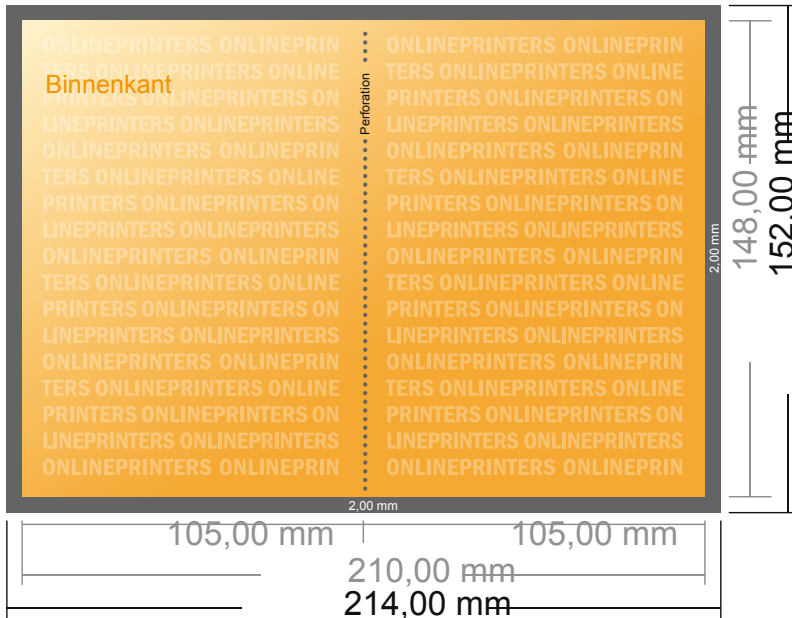 ONLINEPRINTERS ONLINEPRIN
TERS ONLINEPRINTERS ONLINE
PRINTERS ONLINEPRINTERS ON
LINEPRINTERS ONLINEPRINTERS
ONLINEPRINTERS ONLINEPRIN
TERS ONLINEPRINTERS ONLINE
PRINTERS ONLINEPRINTERS ON
LINEPRINTERS ONLINEPRINTERS
ONLINEPRINTERS ONLINEPRIN
TERS ONLINEPRINTERS ONLINE
PRINTERS ONLINEPRINTERS ON
LINEPRINTERS ONLINEPRINTERS
ONLINEPRINTERS ONLINEPRIN
TERS ONLINEPRINTERS ONLINE
PRINTERS ONLINEPRINTERS ON
LINEPRINTERS ONLINEPRINTERS
ONLINEPRINTERS ONLINEPRIN
Binnenkant
Perforation
ONLINEPRINTERS ONLINEPRIN
TERS ONLINEPRINTERS ONLINE
PRINTERS ONLINEPRINTERS ON
LINEPRINTERS ONLINEPRINTERS
ONLINEPRINTERS ONLINEPRIN
TERS ONLINEPRINTERS ONLINE
PRINTERS ONLINEPRINTERS ON
LINEPRINTERS ONLINEPRINTERS
ONLINEPRINTERS ONLINEPRIN
TERS ONLINEPRINTERS ONLINE
PRINTERS ONLINEPRINTERS ON
LINEPRINTERS ONLINEPRINTERS
ONLINEPRINTERS ONLINEPRIN
TERS ONLINEPRINTERS ONLINE
PRINTERS ONLINEPRINTERS ON
LINEPRINTERS ONLINEPRINTERS
ONLINEPRINTERS ONLINEPRIN
2,00 mm
148,00 mm
152,00 mm
2,00 mm
105,00 mm
105,00 mm
210,00 mm
214,00 mm